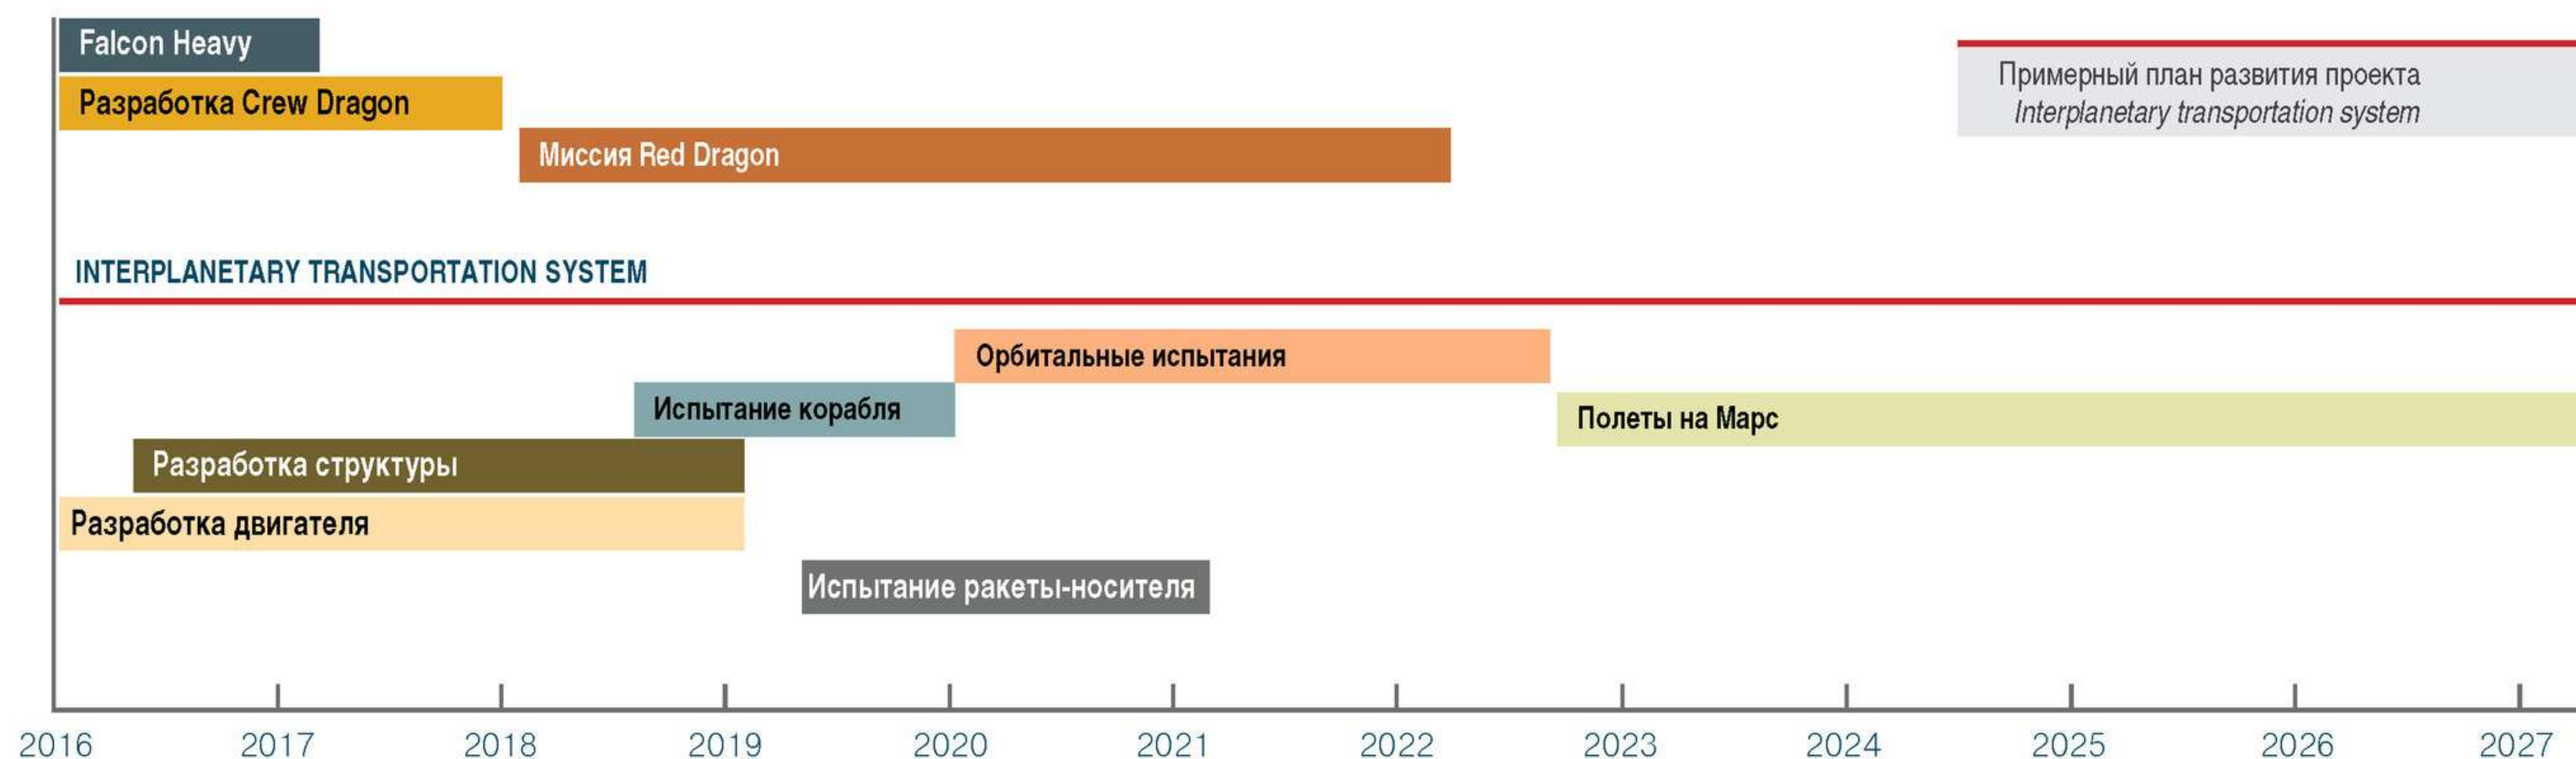 Falcon Heavy
Разработка Crew Dragon
Миссия Red Dragon
Примерный план развития проекта
Interplanetary transportation system
INTERPLANETARY TRANSPORTATION SYSTEM
Орбитальные испытания
Испытание корабля
Полеты на Марс
Разработка структуры
Разработка двигателя
Испытание ракеты-носителя
2016 2017 2018 2019 2020 2021 2022 2023 2024 2025 2026 2027